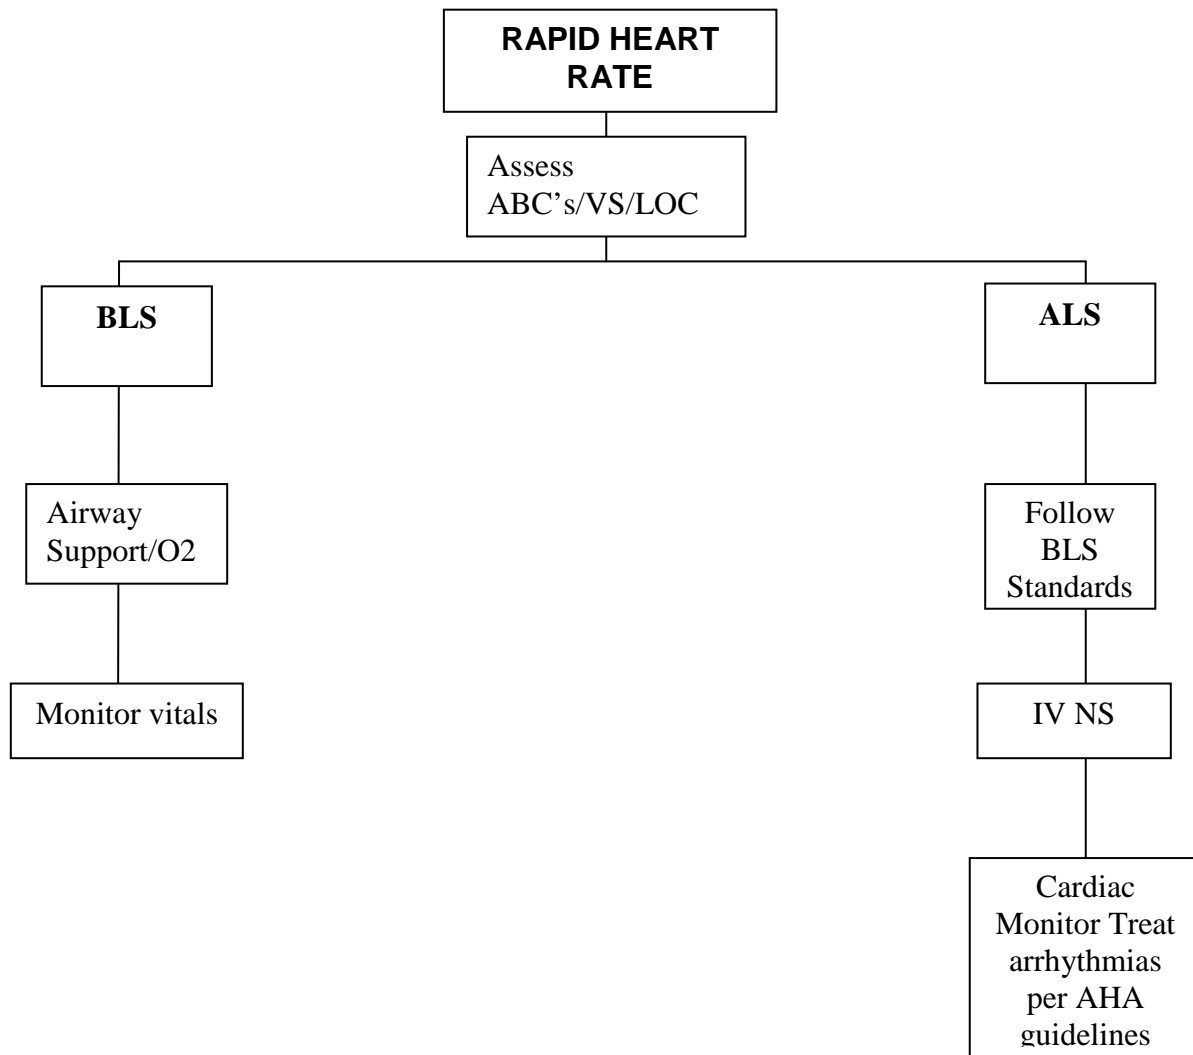 RAPID HEART
RATE
Assess
ABC’s/VS/LOC
BLS
ALS
Airway
Support/O2
Follow
BLS
Standards
Monitor vitals
IV NS
Cardiac
Monitor Treat
arrhythmias
per AHA
guidelines